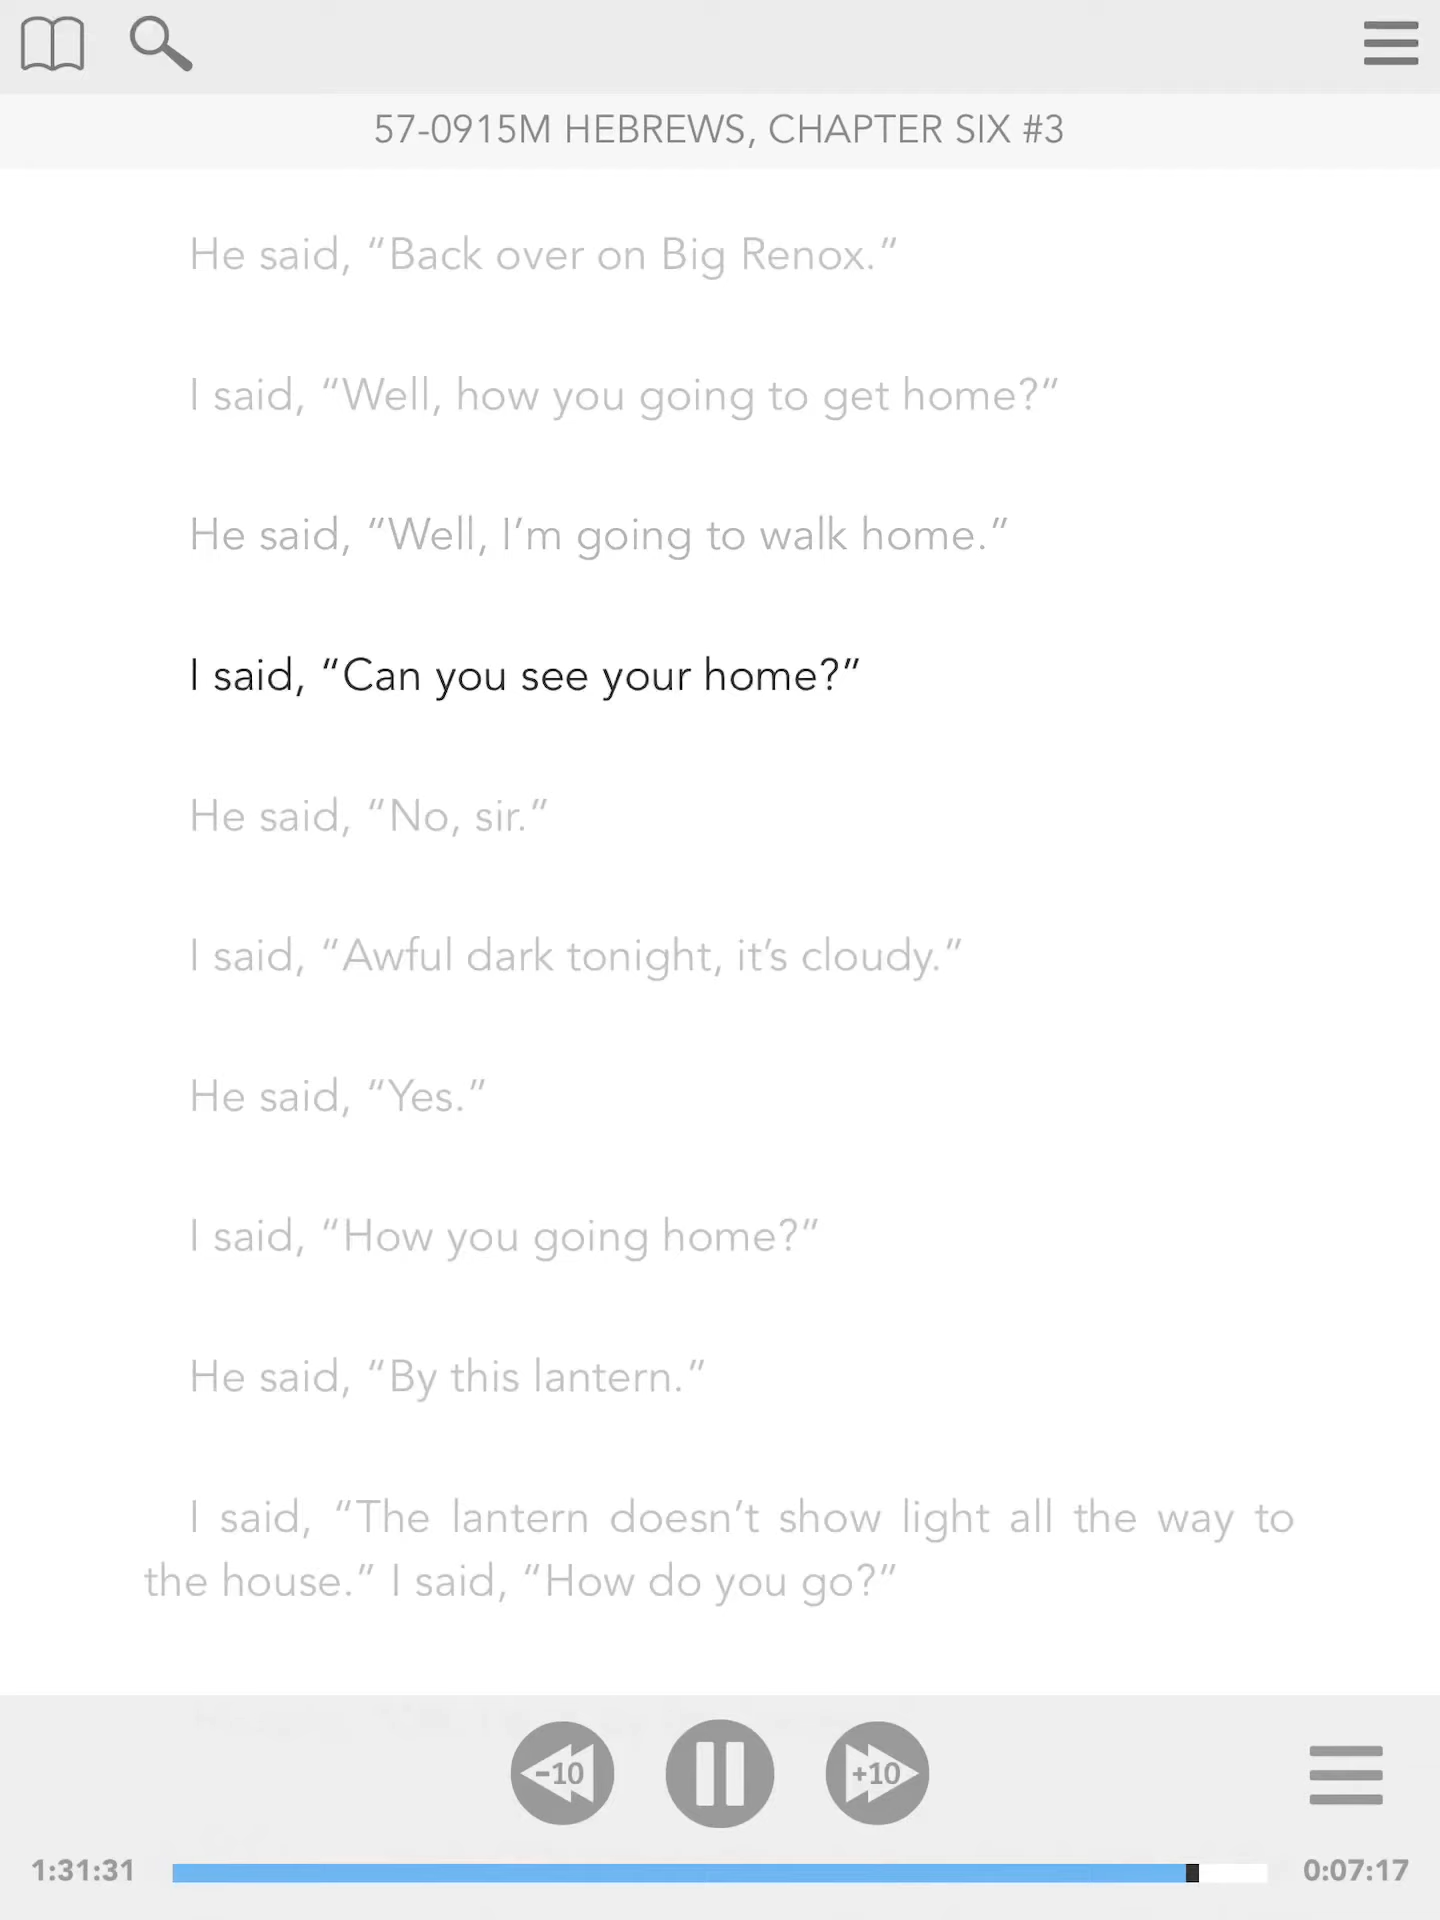 57-0915M HEBREWS, CHAPTER SIX #3
He said, “Back over on Big Renox.”
I said, “Well, how you going to get home?”
He said, “Well, I’m going to walk home.”
I said, “Can you see your home?”
He said, “No, sir.”
I said, “Awful dark tonight, it’s cloudy.”
He said, “Yes.”
I said, “How you going home?”
He said, “By this lantern.”
I said, “The lantern doesn’t show light all the way to
the house.” I said, “How do you go?”
-10
+10
1:31:31
0:07:17